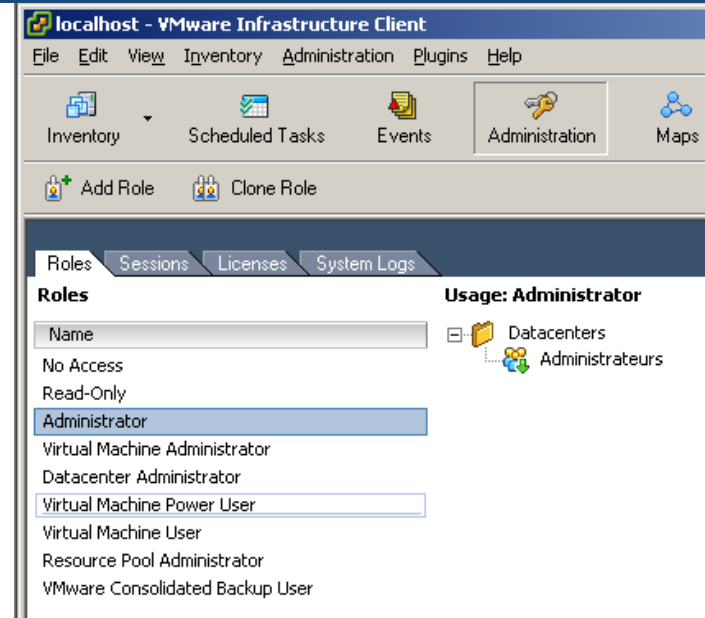 localhost - VMware Infrastructure Client
File Edit View Inventory Administration Plugins Help
Inventory Scheduled Tasks Events Administration Maps
Add Role Clone Role
Roles Sessions Licenses System Logs
Roles Usage: Administrator
Name Datacenters
Administrateurs
No Access
Read-Only
Administrator
Virtual Machine Administrator
Datacenter Administrator
Virtual Machine Power User
Virtual Machine User
Resource Pool Administrator
VMware Consolidated Backup User